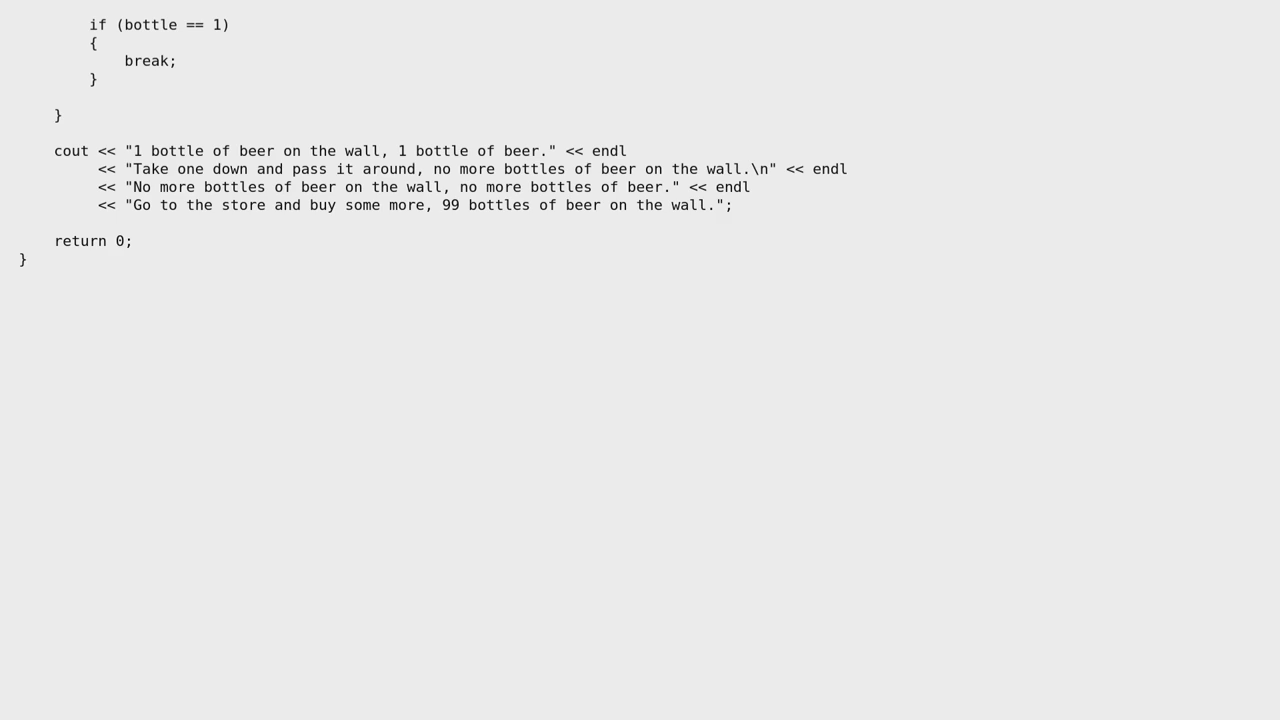 if (bottle == 1)
        {
            break;
        }

    }

    cout << "1 bottle of beer on the wall, 1 bottle of beer." << endl
         << "Take one down and pass it around, no more bottles of beer on the wall.\n" << endl
         << "No more bottles of beer on the wall, no more bottles of beer." << endl
         << "Go to the store and buy some more, 99 bottles of beer on the wall.";

    return 0;
}